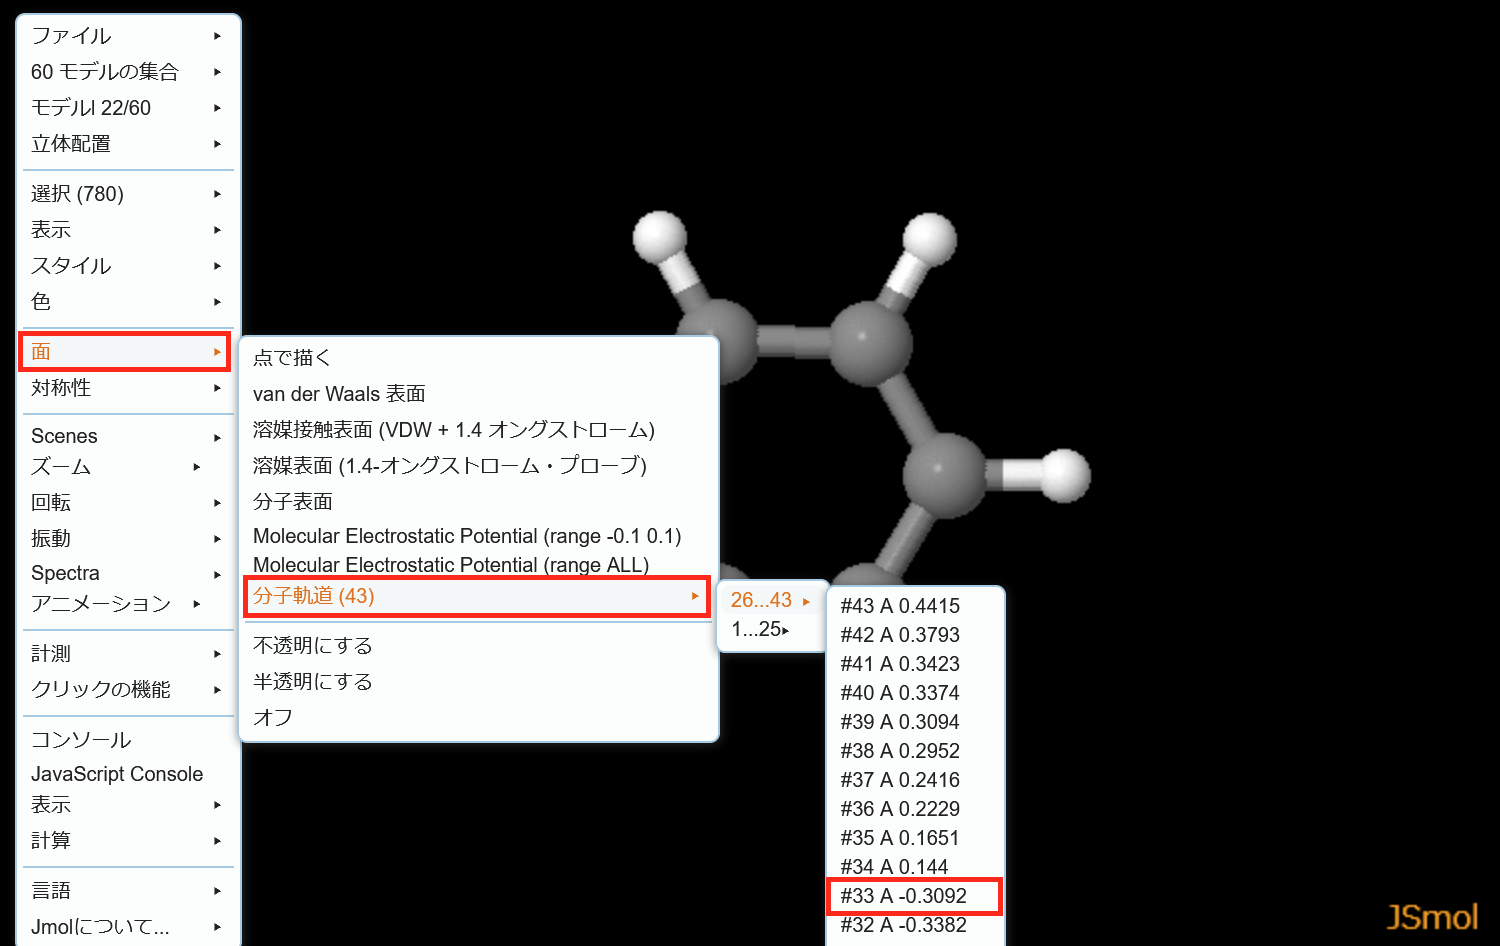 ファイル
60 モデルの集合
モデルl 22/60
立体配置
選択 (780)
表示
スタイル
色
面
対称性
Scenes
ズーム
回転
振動
Spectra
アニメーション
計測
クリックの機能
コンソール
JavaScript Console
表示
計算
言語
Jmolについて...
点で描く
van der Waals 表面
溶媒接触表面 (VDW + 1.4 オングストローム)
溶媒表面 (1.4-オングストローム・プローブ)
分子表面
Molecular Electrostatic Potential (range -0.1 0.1)
Molecular Electrostatic Potential (range ALL)
分子軌道 (43)
不透明にする
半透明にする
オフ
26...43
1...25
#43 A 0.4415
#42 A 0.3793
#41 A 0.3423
#40 A 0.3374
#39 A 0.3094
#38 A 0.2952
#37 A 0.2416
#36 A 0.2229
#35 A 0.1651
#34 A 0.144
#33 A -0.3092
#32 A -0.3382
JSmol